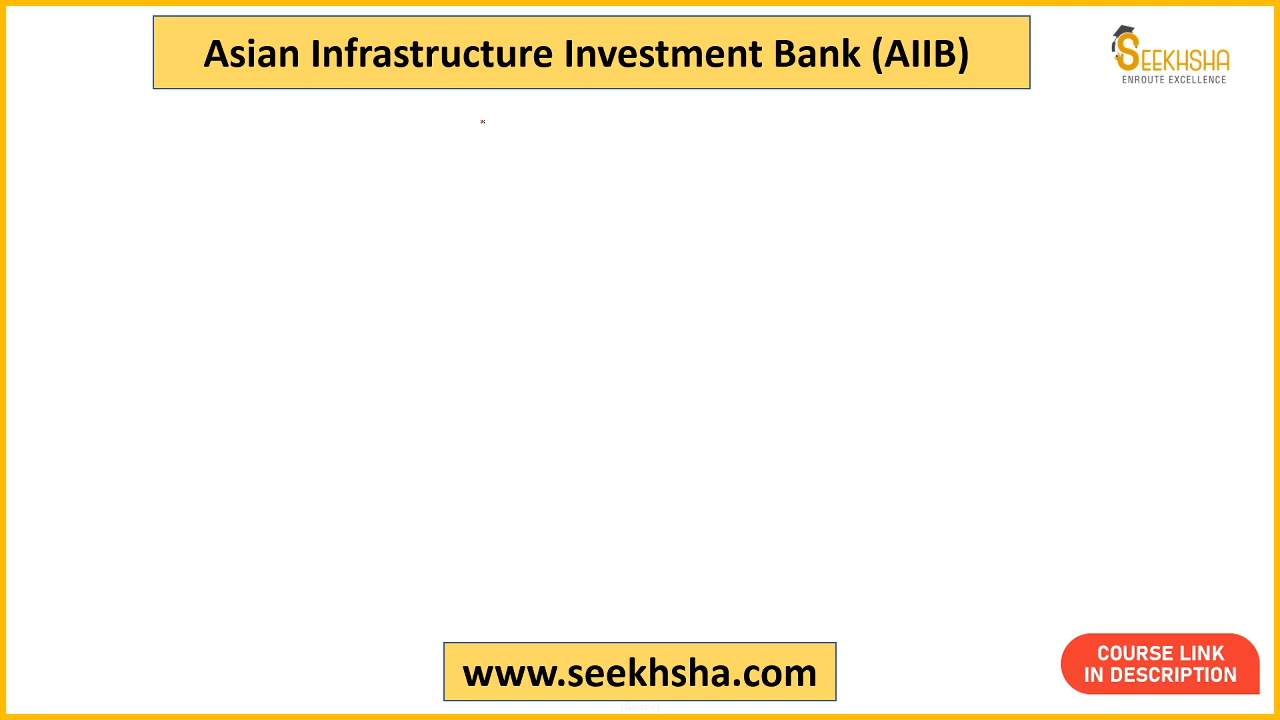 Asian Infrastructure Investment Bank (AIIB)
SEEKHSHA
ENROUTE EXCELLENCE
www.seekhsha.com
COURSE LINK
IN DESCRIPTION